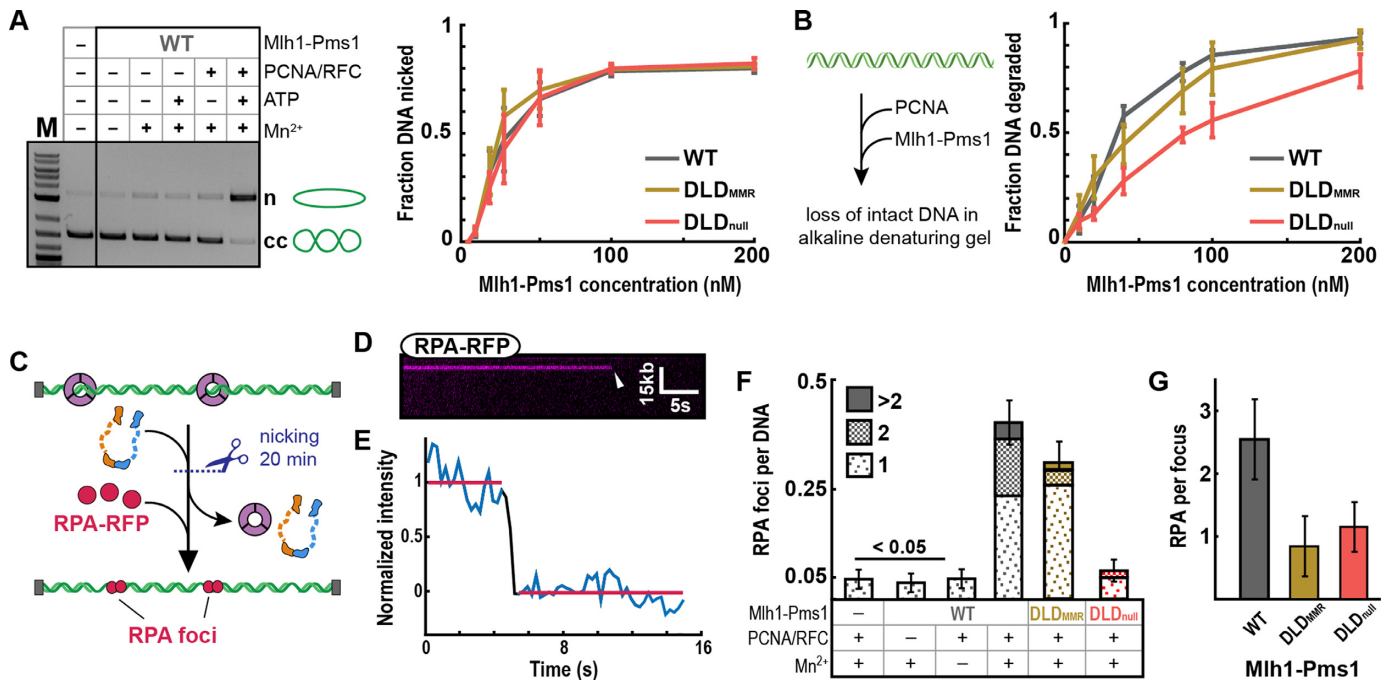 A
– WT Mlh1-Pms1
– – – – + + PCNA/RFC
– – – + – + ATP
– – + + + + Mn2+
M
n
cc
Fraction DNA nicked
1
0.5
0
0 100 200
Mlh1-Pms1 concentration (nM)
WT
DLDMMR
DLDnull
B
PCNA
Mlh1-Pms1
loss of intact DNA in
alkaline denaturing gel
Fraction DNA degraded
1
0.5
0
0 100 200
Mlh1-Pms1 concentration (nM)
WT
DLDMMR
DLDnull
C
nicking
20 min
RPA-RFP
RPA foci
D
RPA-RFP
15kb
5s
E
Normalized intensity
1
0.5
0
0 8 16
Time (s)
F
RPA foci per DNA
0.5
0.25
0.05
>2
2
1
< 0.05
Mlh1-Pms1 – WT DLDMMR DLDnull
PCNA/RFC + – + + + +
Mn2+ + + – + + +
G
RPA per focus
3
2
1
WT
DLDMMR
DLDnull
Mlh1-Pms1